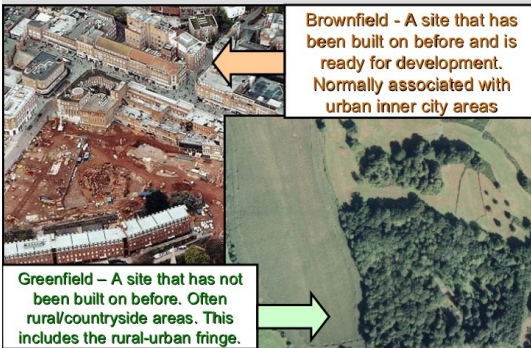 Brownfield - A site that has
been built on before and is
ready for development.
Normally associated with
urban inner city areas
Greenfield – A site that has not
been built on before. Often
rural/countryside areas. This
includes the rural-urban fringe.